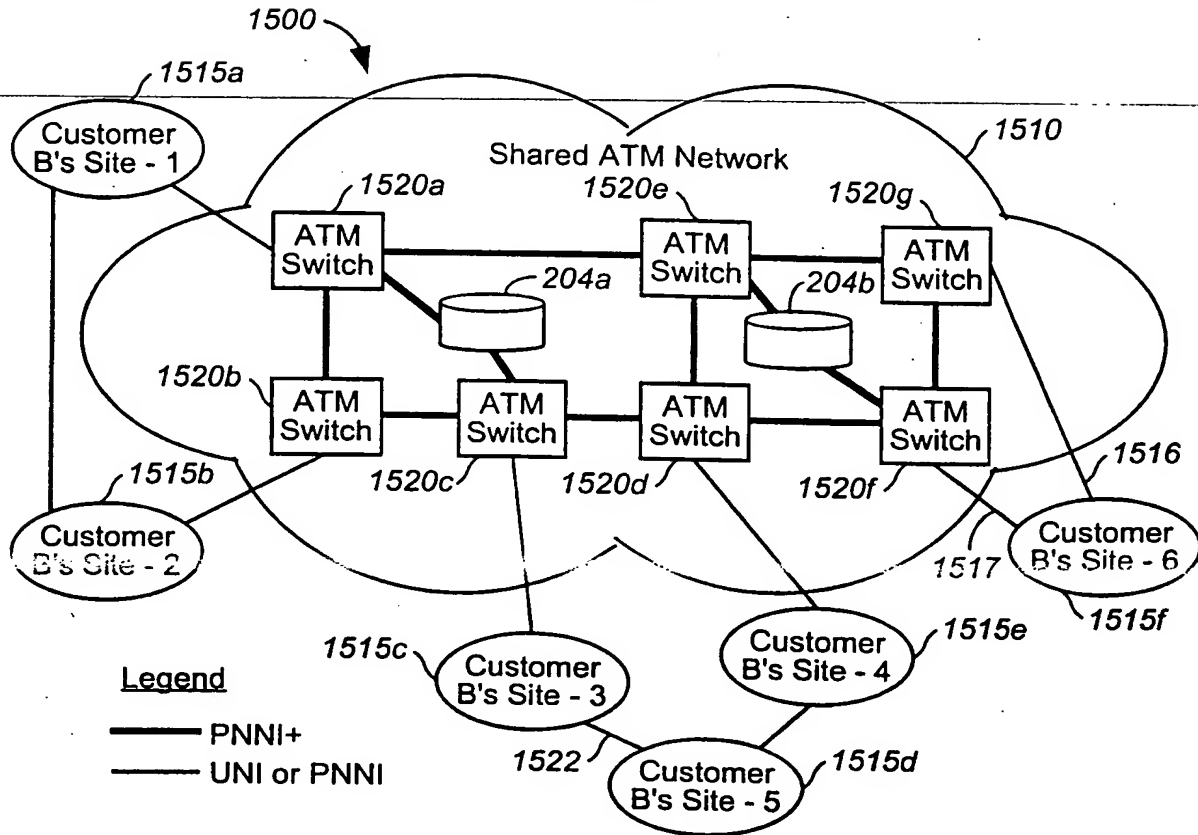 1500
1515a
Customer
B's Site - 1
1510
Shared ATM Network
1520a
1520e
1520g
ATM
Switch
ATM
Switch
ATM
Switch
204a
204b
1520b
ATM
Switch
ATM
Switch
ATM
Switch
ATM
Switch
1515b
1520c
1520d
1520f
1516
Customer
B's Site - 2
1517
Customer
B's Site - 6
1515f
1515c
Customer
B's Site - 3
Customer
B's Site - 4
1515e
Legend
PNNI+
UNI or PNNI
1522
Customer
B's Site - 5
1515d